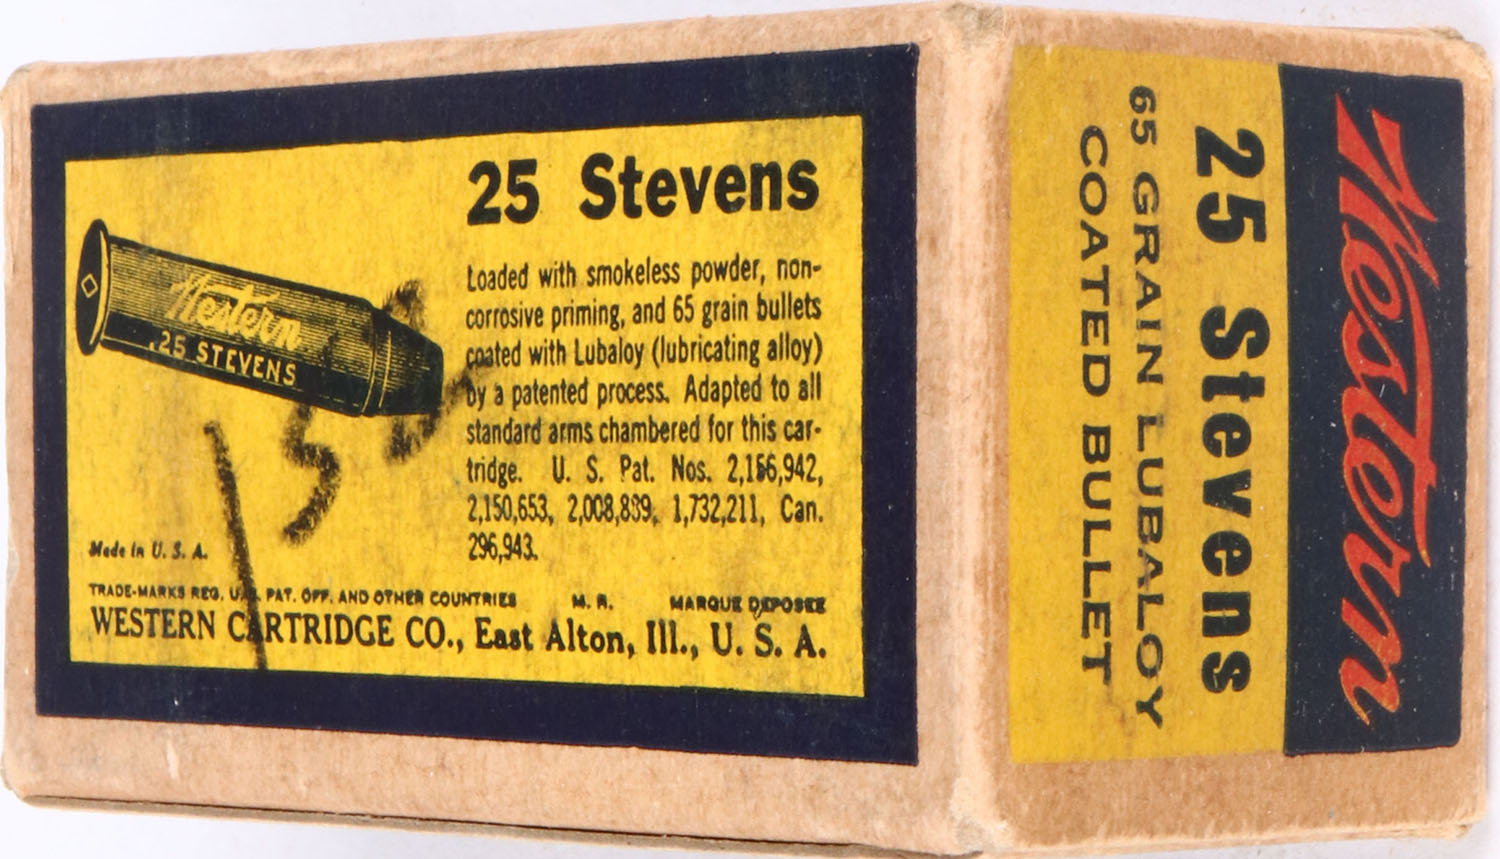 25 Stevens
Loaded with smokeless powder, non-
corrosive priming, and 65 grain bullets
coated with Lubaloy (lubricating alloy)
by a patented process. Adapted to all
standard arms chambered for this car-
tridge. U. S. Pat. Nos. 2,156,942,
2,150,653, 2,008,839, 1,732,211, Can.
296,943.
Western
.25 STEVENS
15
Made in U. S. A.
TRADE-MARKS REG. U.S. PAT. OFF. AND OTHER COUNTRIES M. R. MARQUE DEPOSEE
WESTERN CARTRIDGE CO., East Alton, Ill., U. S. A.
Western
25 Stevens
65 GRAIN LUBALOY
COATED BULLET